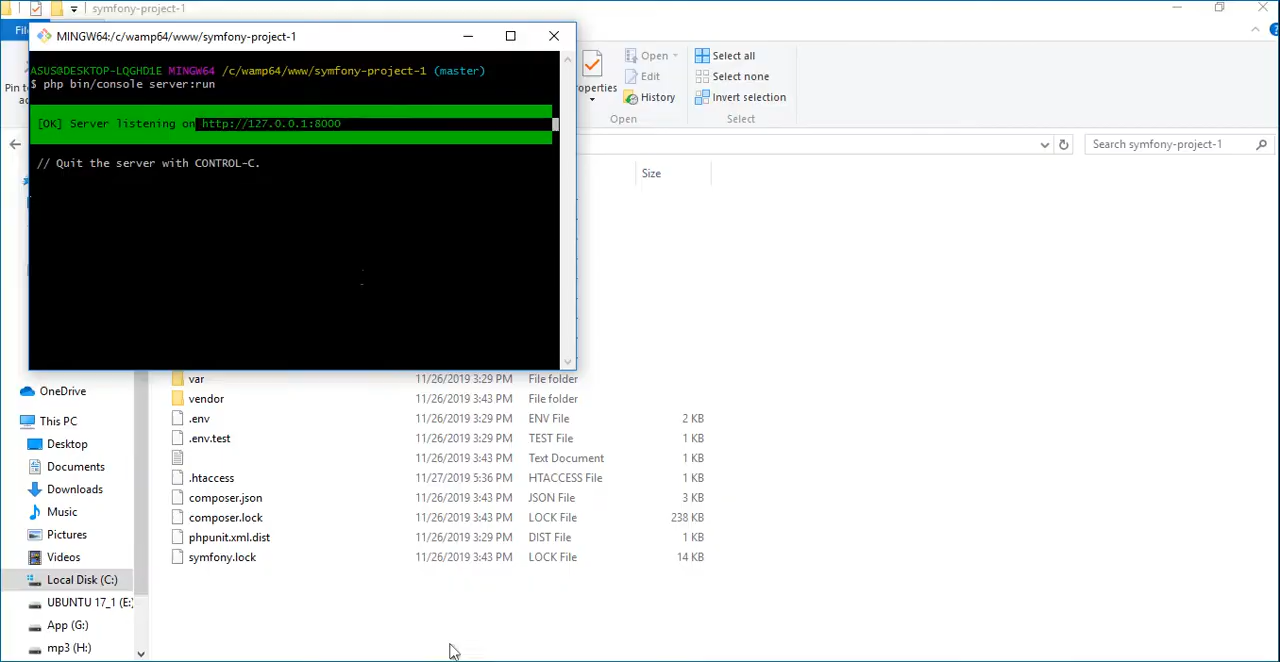 symfony-project-1
MINGW64:/c/wamp64/www/symfony-project-1
ASUS@DESKTOP-LQGHD1E MINGW64 /c/wamp64/www/symfony-project-1 (master)
$ php bin/console server:run
[OK] Server listening on http://127.0.0.1:8000
// Quit the server with CONTROL-C.
Open
Edit
History
Open
Select all
Select none
Invert selection
Select
Search symfony-project-1
Size
OneDrive
This PC
Desktop
Documents
Downloads
Music
Pictures
Videos
Local Disk (C:)
UBUNTU 17_1 (E:)
App (G:)
mp3 (H:)
var 11/26/2019 3:29 PM File folder
vendor 11/26/2019 3:43 PM File folder
.env 11/26/2019 3:29 PM ENV File 2 KB
.env.test 11/26/2019 3:29 PM TEST File 1 KB
11/26/2019 3:43 PM Text Document 1 KB
.htaccess 11/27/2019 5:36 PM HTACCESS File 1 KB
composer.json 11/26/2019 3:43 PM JSON File 3 KB
composer.lock 11/26/2019 3:43 PM LOCK File 238 KB
phpunit.xml.dist 11/26/2019 3:29 PM DIST File 1 KB
symfony.lock 11/26/2019 3:43 PM LOCK File 14 KB